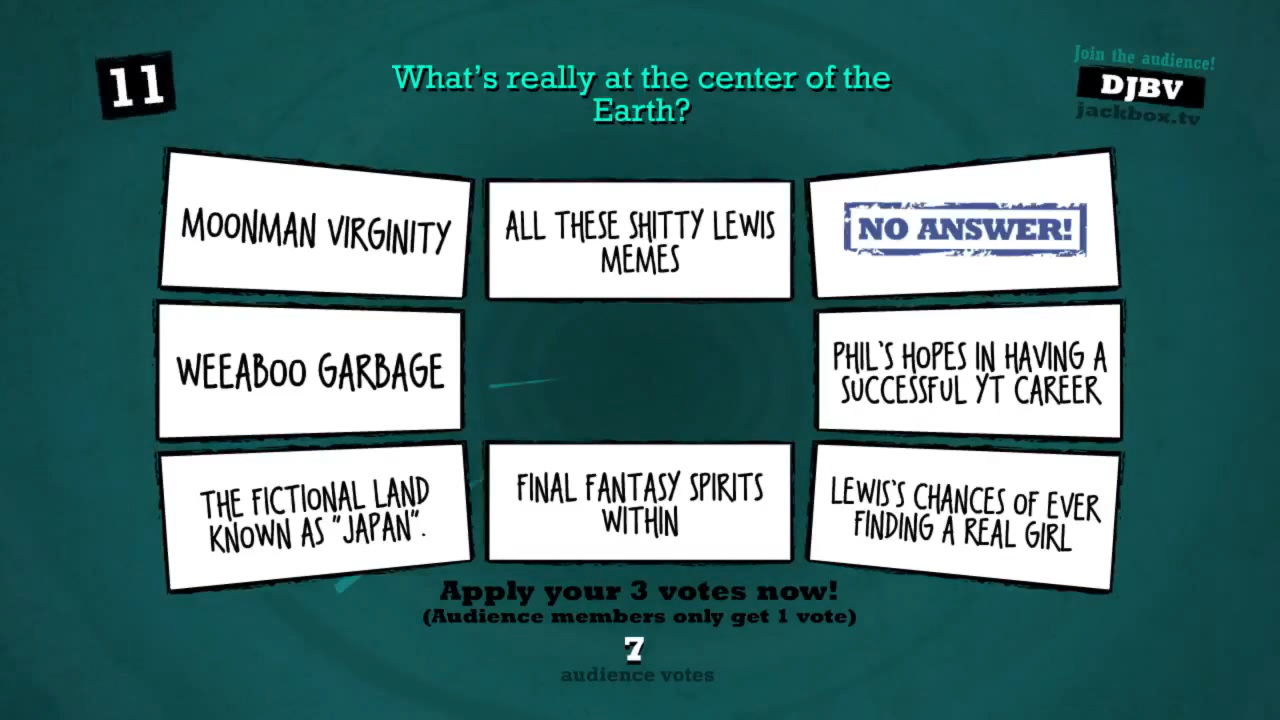 11
What's really at the center of the
Earth?
Join the audience!
DJBV
jackbox.tv
MOONMAN VIRGINITY
ALL THESE SHITTY LEWIS
MEMES
NO ANSWER!
WEEABOO GARBAGE
PHIL'S HOPES IN HAVING A
SUCCESSFUL YT CAREER
THE FICTIONAL LAND
KNOWN AS "JAPAN".
FINAL FANTASY SPIRITS
WITHIN
LEWIS'S CHANCES OF EVER
FINDING A REAL GIRL
Apply your 3 votes now!
(Audience members only get 1 vote)
7
audience votes